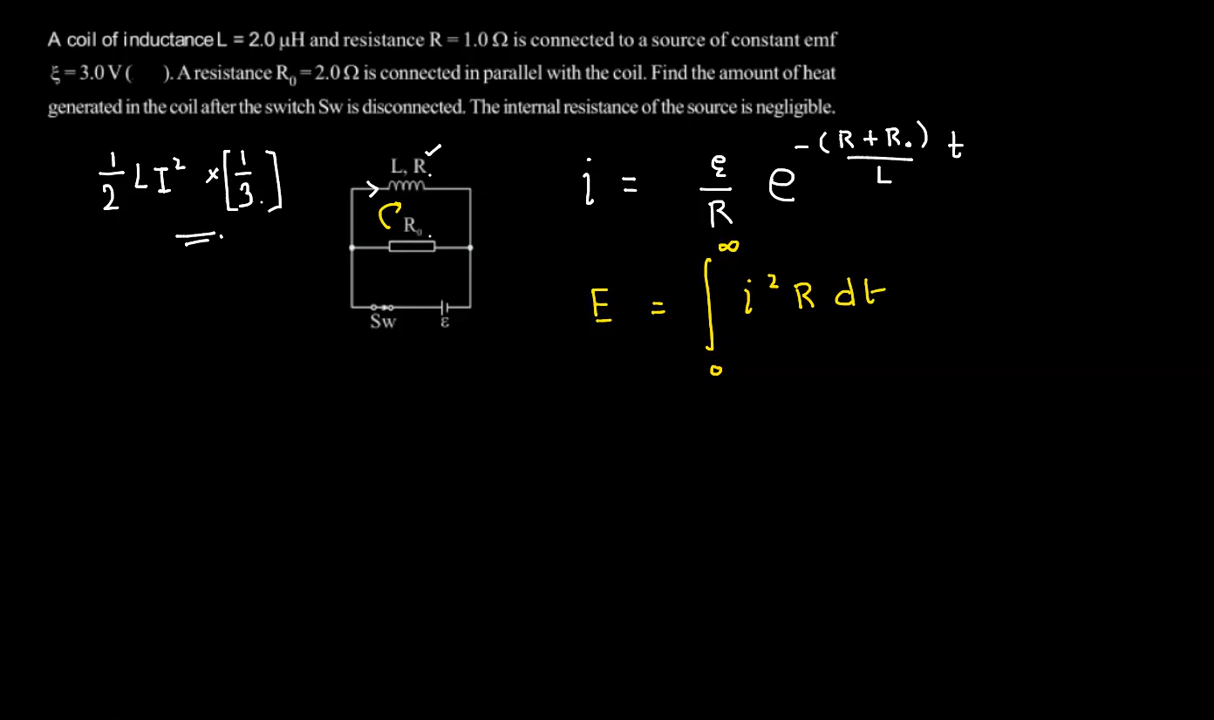 A coil of inductance L = 2.0 μH and resistance R = 1.0 Ω is connected to a source of constant emf
ξ = 3.0 V (    ). A resistance R₀ = 2.0 Ω is connected in parallel with the coil. Find the amount of heat
generated in the coil after the switch Sw is disconnected. The internal resistance of the source is negligible.
1/2 L I² × [1/3.]
L, R
R₀
Sw ε
i = ξ/R e^(-(R + R₀)/L t)
E = ∫₀^∞ i² R dt